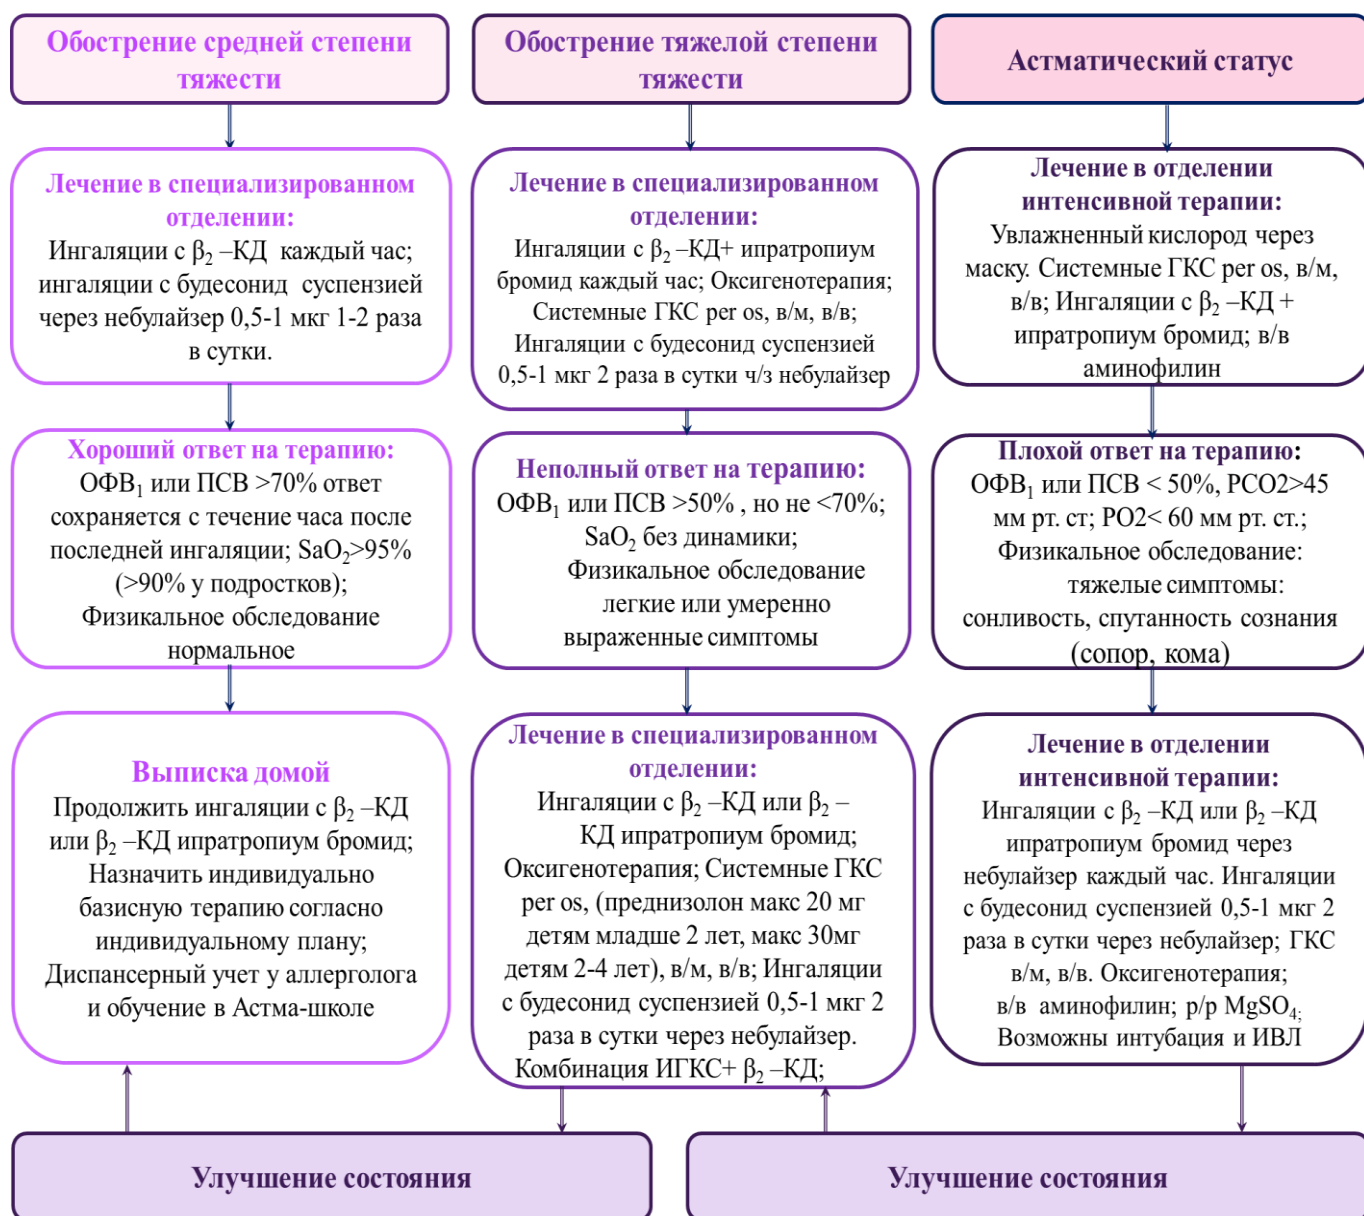 Обострение средней степени
тяжести
Лечение в специализированном
отделении:
Ингаляции с β₂ –КД каждый час;
ингаляции с будесонид суспензией
через небулайзер 0,5-1 мкг 1-2 раза
в сутки.
Хороший ответ на терапию:
ОФВ₁ или ПСВ >70% ответ
сохраняется с течение часа после
последней ингаляции; SaO₂>95%
(>90% у подростков);
Физикальное обследование
нормальное
Выписка домой
Продолжить ингаляции с β₂ –КД
или β₂ –КД ипратропиум бромид;
Назначить индивидуально
базисную терапию согласно
индивидуальному плану;
Диспансерный учет у аллерголога
и обучение в Астма-школе
Обострение тяжелой степени
тяжести
Лечение в специализированном
отделении:
Ингаляции с β₂ –КД+ ипратропиум
бромид каждый час; Оксигенотерапия;
Системные ГКС per os, в/м, в/в;
Ингаляции с будесонид суспензией
0,5-1 мкг 2 раза в сутки ч/з небулайзер
Неполный ответ на терапию:
ОФВ₁ или ПСВ >50% , но не <70%;
SaO₂ без динамики;
Физикальное обследование
легкие или умеренно
выраженные симптомы
Лечение в специализированном
отделении:
Ингаляции с β₂ –КД или β₂ –
КД ипратропиум бромид;
Оксигенотерапия; Системные ГКС
per os, (преднизолон макс 20 мг
детям младше 2 лет, макс 30мг
детям 2-4 лет), в/м, в/в; Ингаляции
с будесонид суспензией 0,5-1 мкг 2
раза в сутки через небулайзер.
Комбинация ИГКС+ β₂ –КД;
Астматический статус
Лечение в отделении
интенсивной терапии:
Увлажненный кислород через
маску. Системные ГКС per os, в/м,
в/в; Ингаляции с β₂ –КД +
ипратропиум бромид; в/в
аминофилин
Плохой ответ на терапию:
ОФВ₁ или ПСВ < 50%, PCO2>45
мм рт. ст; PO2< 60 мм рт. ст.;
Физикальное обследование:
тяжелые симптомы:
сонливость, спутанность сознания
(сопор, кома)
Лечение в отделении
интенсивной терапии:
Ингаляции с β₂ –КД или β₂ –КД
ипратропиум бромид через
небулайзер каждый час. Ингаляции
с будесонид суспензией 0,5-1 мкг 2
раза в сутки через небулайзер; ГКС
в/м, в/в. Оксигенотерапия;
в/в аминофилин; р/р MgSO₄;
Возможны интубация и ИВЛ
Улучшение состояния
Улучшение состояния